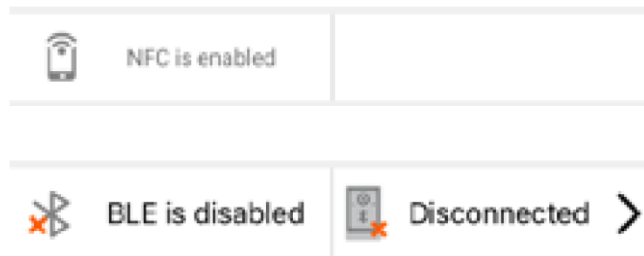 NFC is enabled
BLE is disabled
Disconnected